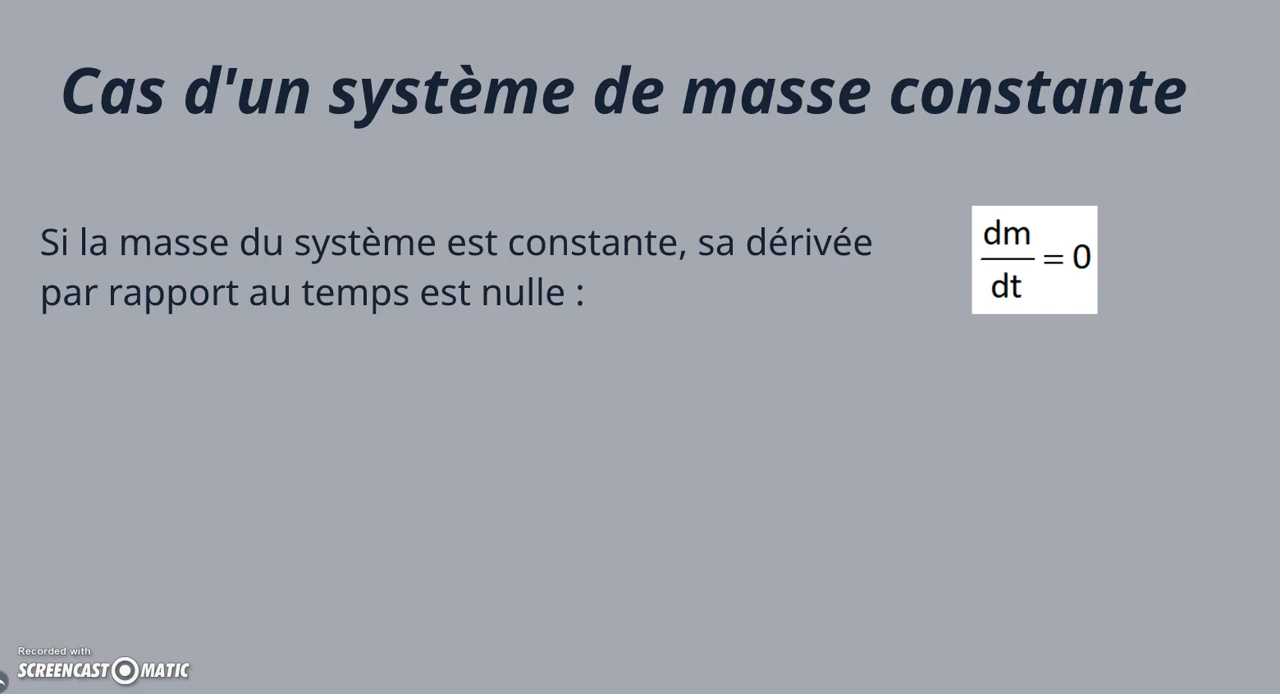 Cas d'un système de masse constante
Si la masse du système est constante, sa dérivée
par rapport au temps est nulle :
dm
dt
= 0
Recorded with
SCREENCAST MATIC